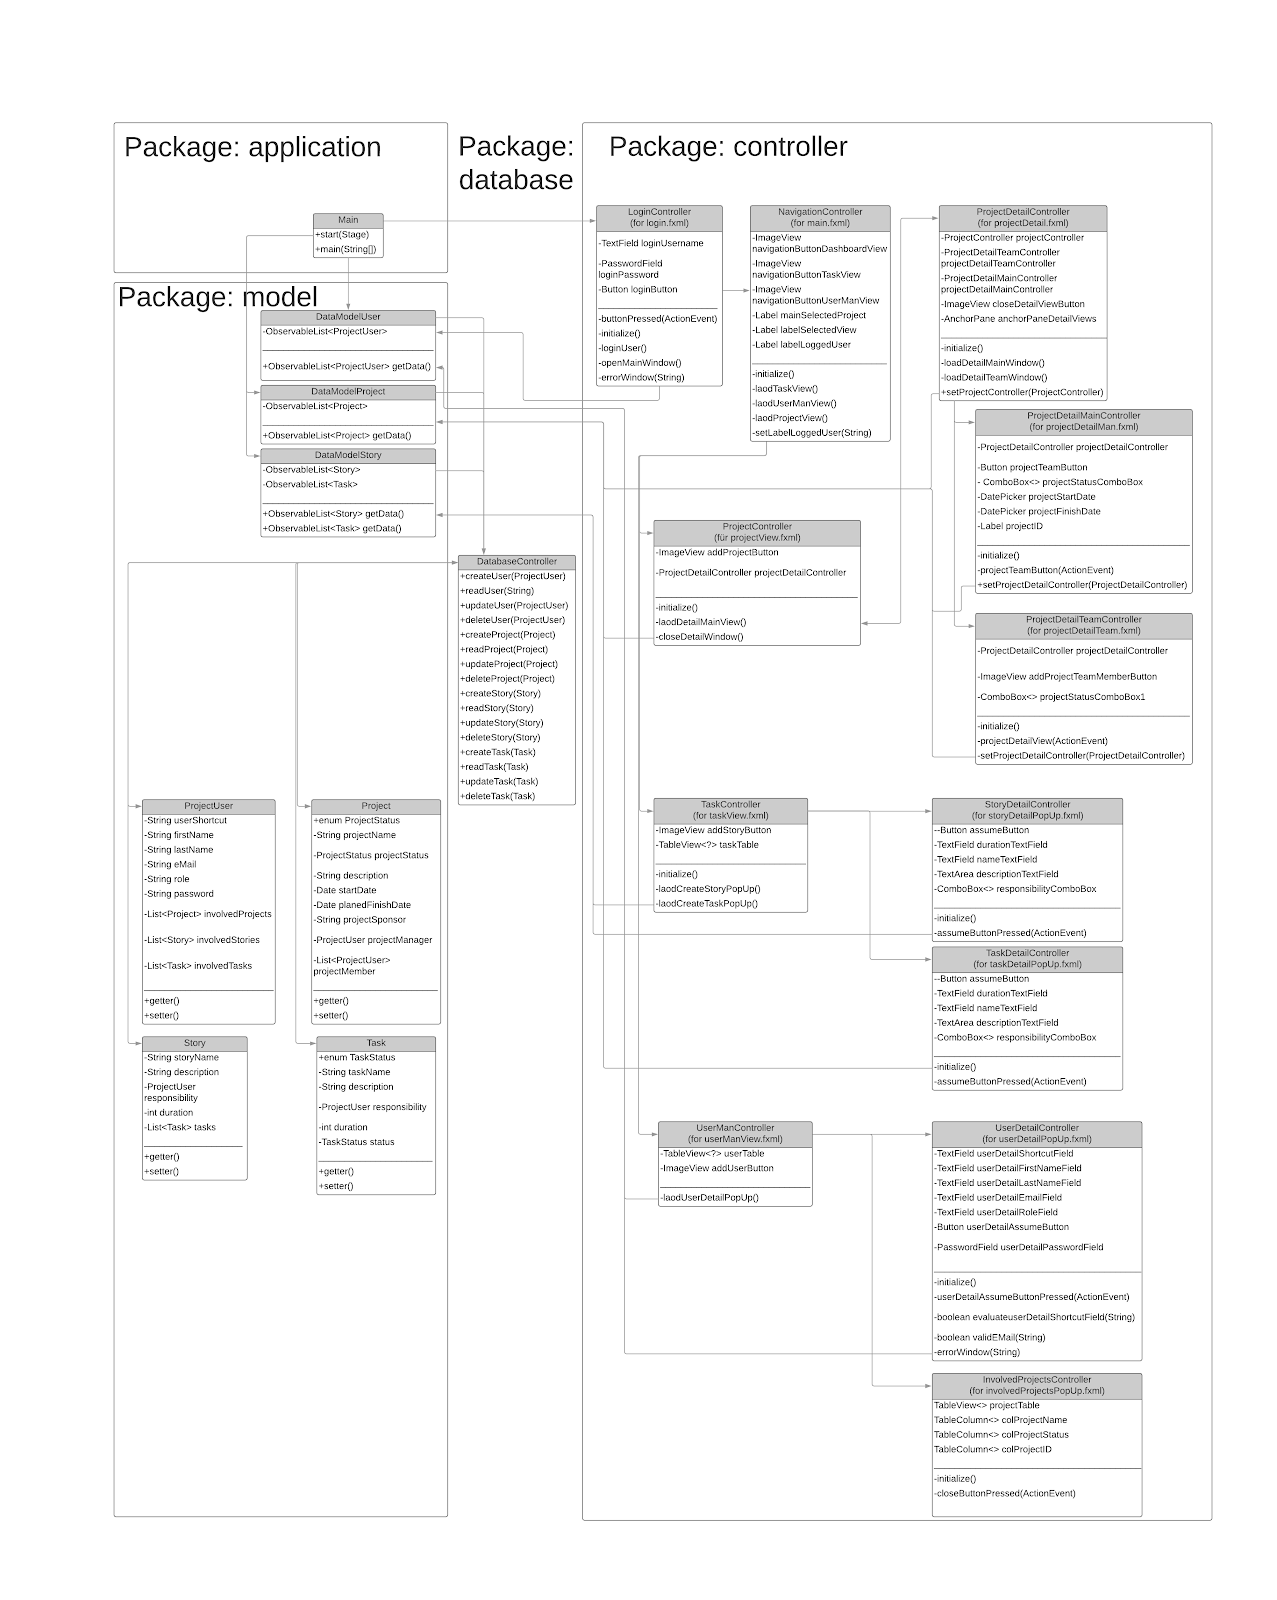 Package: application
Main
+start(Stage)
+main(String[])
Package: model
DataModelUser
-ObservableList<ProjectUser>
+ObservableList<ProjectUser> getData()
DataModelProject
-ObservableList<Project>
+ObservableList<Project> getData()
DataModelStory
-ObservableList<Story>
-ObservableList<Task>
+ObservableList<Story> getData()
+ObservableList<Task> getData()
ProjectUser
-String userShortcut
-String firstName
-String lastName
-String eMail
-String role
-String password
-List<Project> involvedProjects
-List<Story> involvedStories
-List<Task> involvedTasks
+getter()
+setter()
Project
+enum ProjectStatus
-String projectName
-ProjectStatus projectStatus
-String description
-Date startDate
-Date planedFinishDate
-String projectSponsor
-ProjectUser projectManager
-List<ProjectUser>
projectMember
+getter()
+setter()
Story
-String storyName
-String description
-ProjectUser
responsibility
-int duration
-List<Task> tasks
+getter()
+setter()
Task
+enum TaskStatus
-String taskName
-String description
-ProjectUser responsibility
-int duration
-TaskStatus status
+getter()
+setter()
Package:
database
DatabaseController
+createUser(ProjectUser)
+readUser(String)
+updateUser(ProjectUser)
+deleteUser(ProjectUser)
+createProject(Project)
+readProject(Project)
+updateProject(Project)
+deleteProject(Project)
+createStory(Story)
+readStory(Story)
+updateStory(Story)
+deleteStory(Story)
+createTask(Task)
+readTask(Task)
+updateTask(Task)
+deleteTask(Task)
Package: controller
LoginController
(for login.fxml)
-TextField loginUsername
-PasswordField
loginPassword
-Button loginButton
-buttonPressed(ActionEvent)
-initialize()
-loginUser()
-openMainWindow()
-errorWindow(String)
NavigationController
(for main.fxml)
-ImageView
navigationButtonDashboardView
-ImageView
navigationButtonTaskView
-ImageView
navigationButtonUserManView
-Label mainSelectedProject
-Label labelSelectedView
-Label labelLoggedUser
-initialize()
-laodTaskView()
-laodUserManView()
-laodProjectView()
-setLabelLoggedUser(String)
ProjectDetailController
(for projectDetail.fxml)
-ProjectController projectController
-ProjectDetailTeamController
projectDetailTeamController
-ProjectDetailMainController
projectDetailMainController
-ImageView closeDetailViewButton
-AnchorPane anchorPaneDetailViews
-initialize()
-loadDetailMainWindow()
-loadDetailTeamWindow()
+setProjectController(ProjectController)
ProjectDetailMainController
(for projectDetailMan.fxml)
-ProjectDetailController projectDetailController
-Button projectTeamButton
- ComboBox<> projectStatusComboBox
-DatePicker projectStartDate
-DatePicker projectFinishDate
-Label projectID
-initialize()
-projectTeamButton(ActionEvent)
+setProjectDetailController(ProjectDetailController)
ProjectController
(für projectView.fxml)
-ImageView addProjectButton
-ProjectDetailController projectDetailController
-initialize()
-laodDetailMainView()
-closeDetailWindow()
ProjectDetailTeamController
(for projectDetailTeam.fxml)
-ProjectDetailController projectDetailController
-ImageView addProjectTeamMemberButton
-ComboBox<> projectStatusComboBox1
-initialize()
-projectDetailView(ActionEvent)
-setProjectDetailController(ProjectDetailController)
TaskController
(for taskView.fxml)
-ImageView addStoryButton
-TableView<?> taskTable
-initialize()
-laodCreateStoryPopUp()
-laodCreateTaskPopUp()
StoryDetailController
(for storyDetailPopUp.fxml)
--Button assumeButton
-TextField durationTextField
-TextField nameTextField
-TextArea descriptionTextField
-ComboBox<> responsibilityComboBox
-initialize()
-assumeButtonPressed(ActionEvent)
TaskDetailController
(for taskDetailPopUp.fxml)
--Button assumeButton
-TextField durationTextField
-TextField nameTextField
-TextArea descriptionTextField
-ComboBox<> responsibilityComboBox
-initialize()
-assumeButtonPressed(ActionEvent)
UserManController
(for userManView.fxml)
-TableView<?> userTable
-ImageView addUserButton
-laodUserDetailPopUp()
UserDetailController
(for userDetailPopUp.fxml)
-TextField userDetailShortcutField
-TextField userDetailFirstNameField
-TextField userDetailLastNameField
-TextField userDetailEmailField
-TextField userDetailRoleField
-Button userDetailAssumeButton
-PasswordField userDetailPasswordField
-initialize()
-userDetailAssumeButtonPressed(ActionEvent)
-boolean evaluateuserDetailShortcutField(String)
-boolean validEMail(String)
-errorWindow(String)
InvolvedProjectsController
(for involvedProjectsPopUp.fxml)
TableView<> projectTable
TableColumn<> colProjectName
TableColumn<> colProjectStatus
TableColumn<> colProjectID
-initialize()
-closeButtonPressed(ActionEvent)